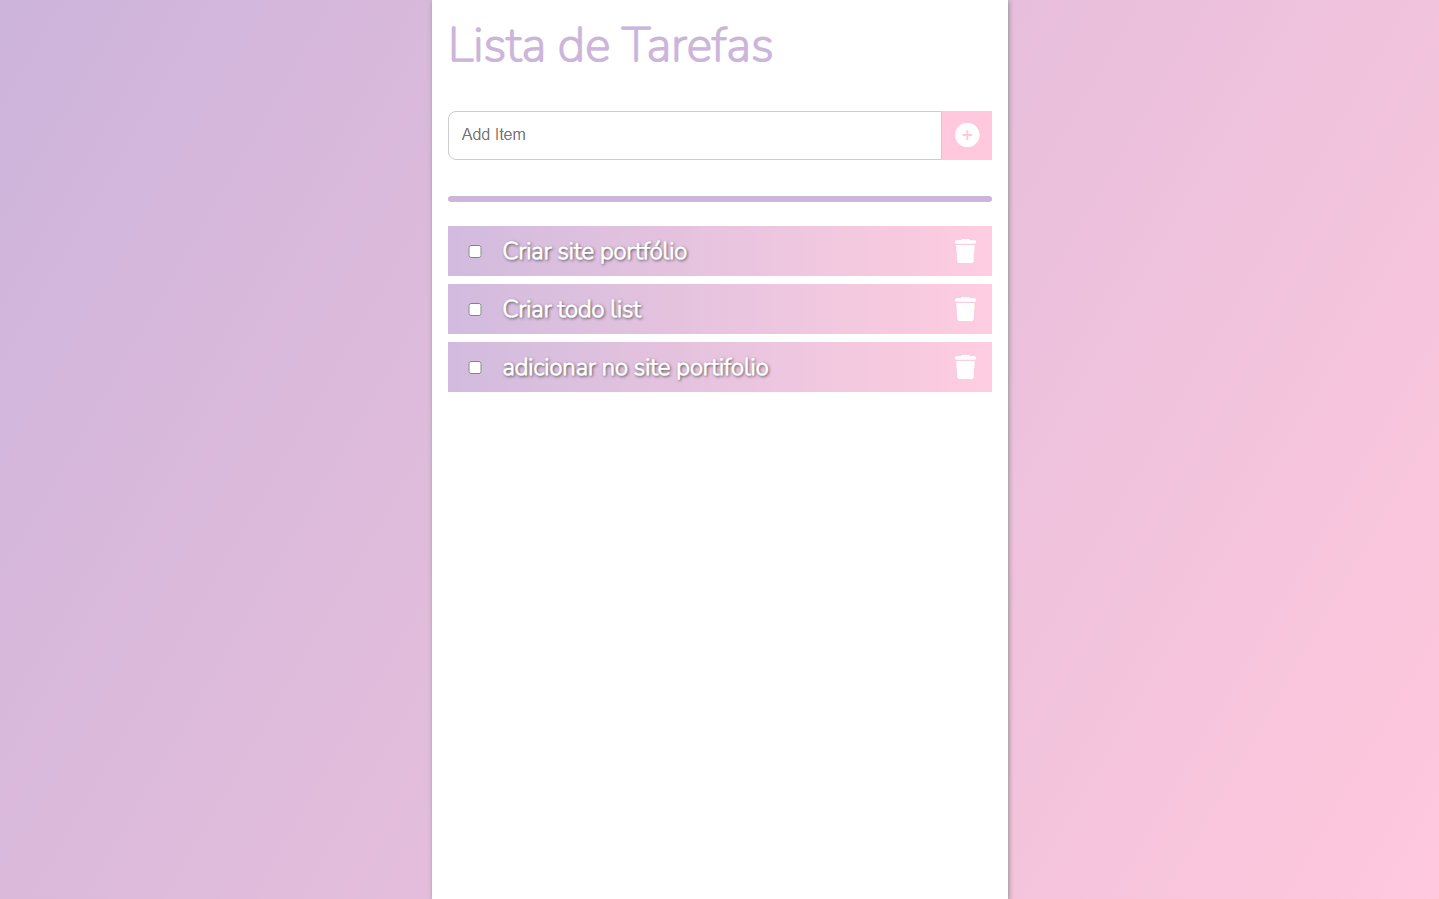 Lista de Tarefas
Add Item
Criar site portfólio
Criar todo list
adicionar no site portifolio